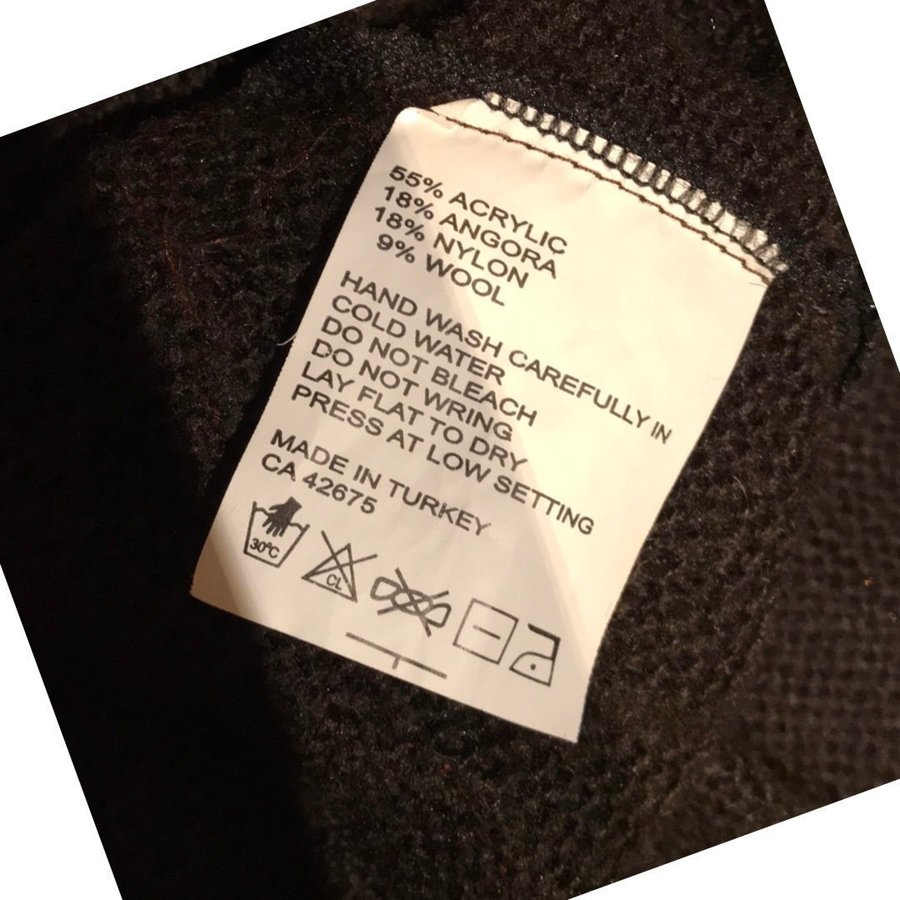 55% ACRYLIC
18% ANGORA
18% NYLON
9% WOOL
HAND WASH CAREFULLY IN
COLD WATER
DO NOT BLEACH
DO NOT WRING
LAY FLAT TO DRY
PRESS AT LOW SETTING
MADE IN TURKEY
CA 42675
30°C
CL